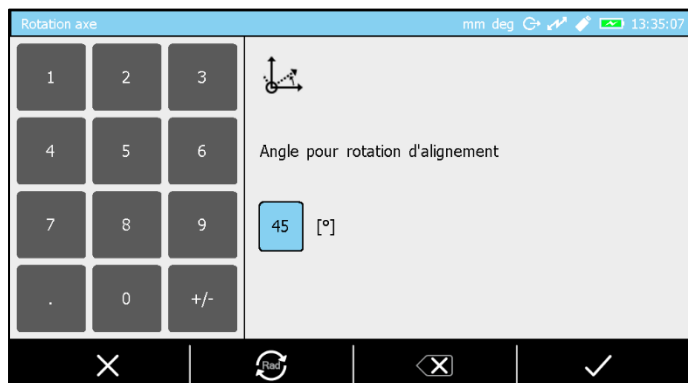 Rotation axe
mm deg 13:35:07
1 2 3
4 5 6
7 8 9
. 0 +/-
Angle pour rotation d'alignement
45 [°]
Rad